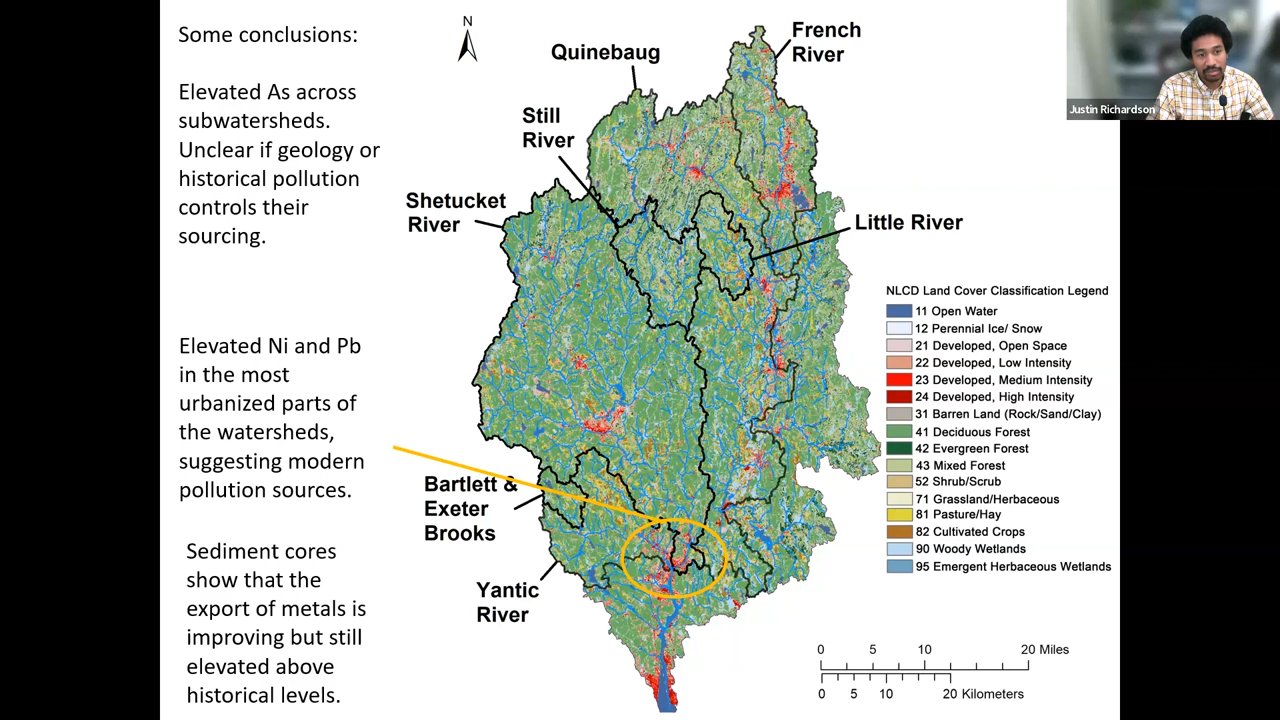 Some conclusions:
Elevated As across
subwatersheds.
Unclear if geology or
historical pollution
controls their
sourcing.
Elevated Ni and Pb
in the most
urbanized parts of
the watersheds,
suggesting modern
pollution sources.
Sediment cores
show that the
export of metals is
improving but still
elevated above
historical levels.
N
Quinebaug
French
River
Still
River
Shetucket
River
Little River
Bartlett &
Exeter
Brooks
Yantic
River
NLCD Land Cover Classification Legend
11 Open Water
12 Perennial Ice/ Snow
21 Developed, Open Space
22 Developed, Low Intensity
23 Developed, Medium Intensity
24 Developed, High Intensity
31 Barren Land (Rock/Sand/Clay)
41 Deciduous Forest
42 Evergreen Forest
43 Mixed Forest
52 Shrub/Scrub
71 Grassland/Herbaceous
81 Pasture/Hay
82 Cultivated Crops
90 Woody Wetlands
95 Emergent Herbaceous Wetlands
0 5 10 20 Miles
0 5 10 20 Kilometers
Justin Richardson